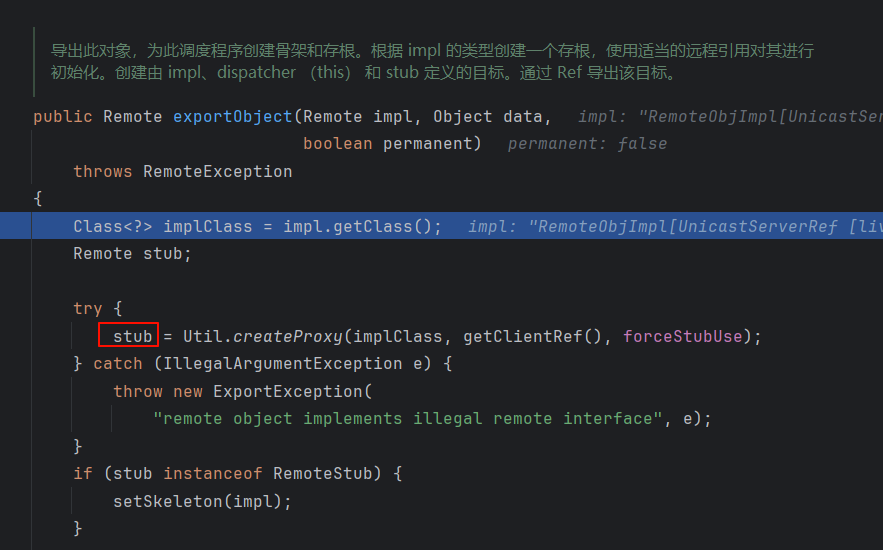 导出此对象，为此调度程序创建骨架和存根。根据 impl 的类型创建一个存根，使用适当的远程引用对其进行
初始化。创建由 impl、dispatcher （this） 和 stub 定义的目标。通过 Ref 导出该目标。
public Remote exportObject(Remote impl, Object data,   impl: "RemoteObjImpl[UnicastSer
                           boolean permanent)   permanent: false
    throws RemoteException
{
    Class<?> implClass = impl.getClass();   impl: "RemoteObjImpl[UnicastServerRef [liv
    Remote stub;
    try {
        stub = Util.createProxy(implClass, getClientRef(), forceStubUse);
    } catch (IllegalArgumentException e) {
        throw new ExportException(
            "remote object implements illegal remote interface", e);
    }
    if (stub instanceof RemoteStub) {
        setSkeleton(impl);
    }